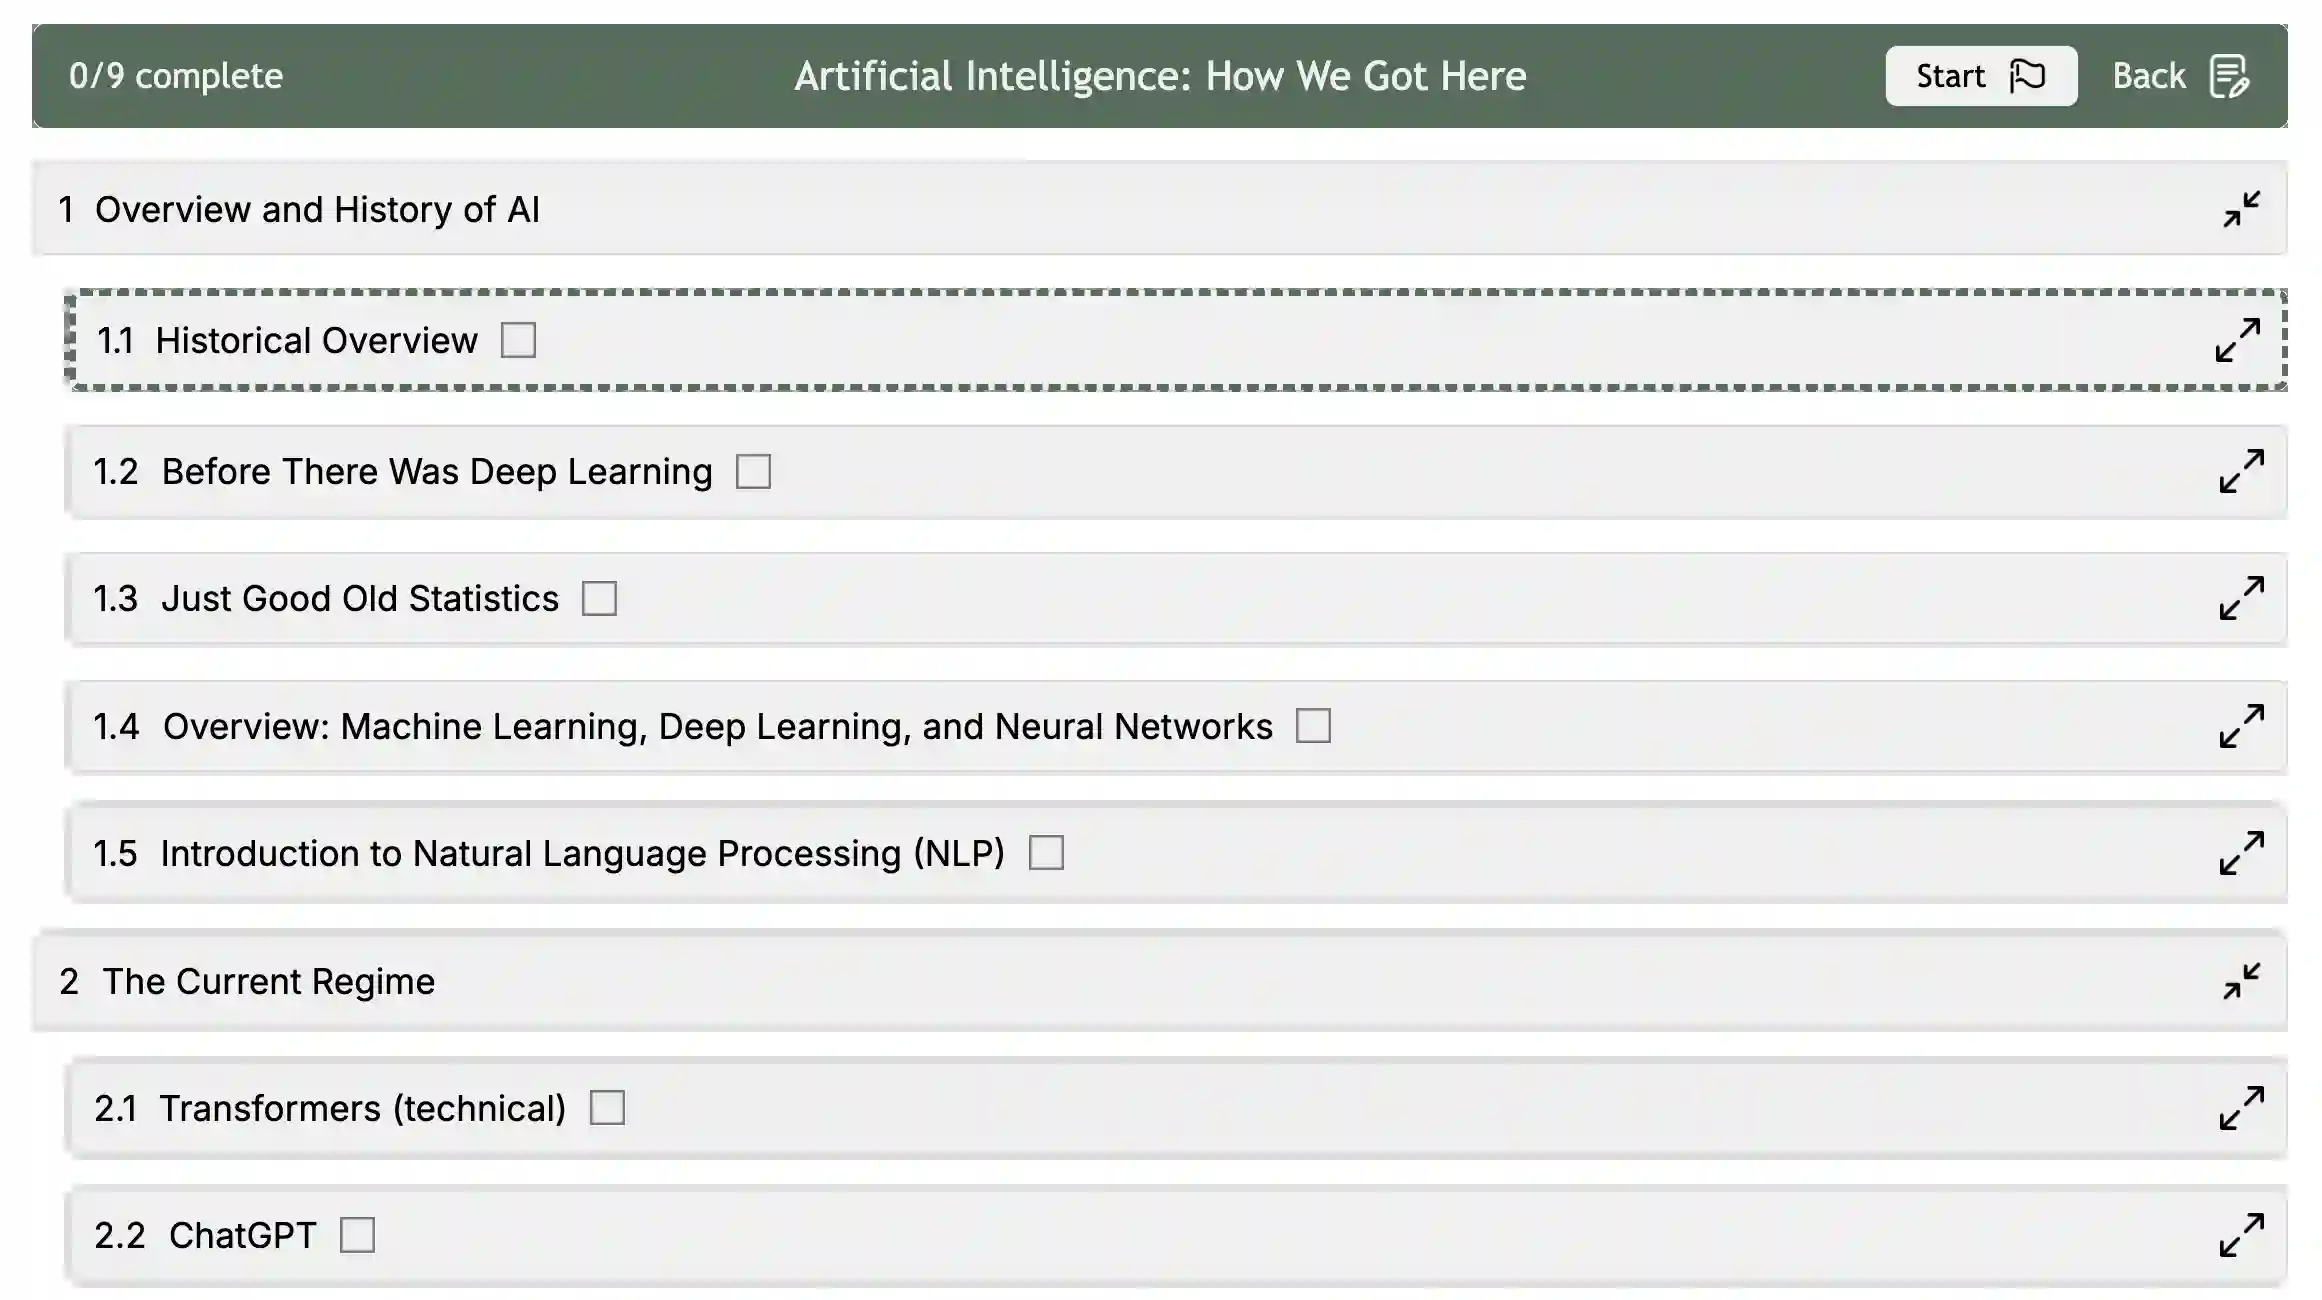 0/9 complete Artificial Intelligence: How We Got Here Start Back
1 Overview and History of AI
1.1 Historical Overview
1.2 Before There Was Deep Learning
1.3 Just Good Old Statistics
1.4 Overview: Machine Learning, Deep Learning, and Neural Networks
1.5 Introduction to Natural Language Processing (NLP)
2 The Current Regime
2.1 Transformers (technical)
2.2 ChatGPT